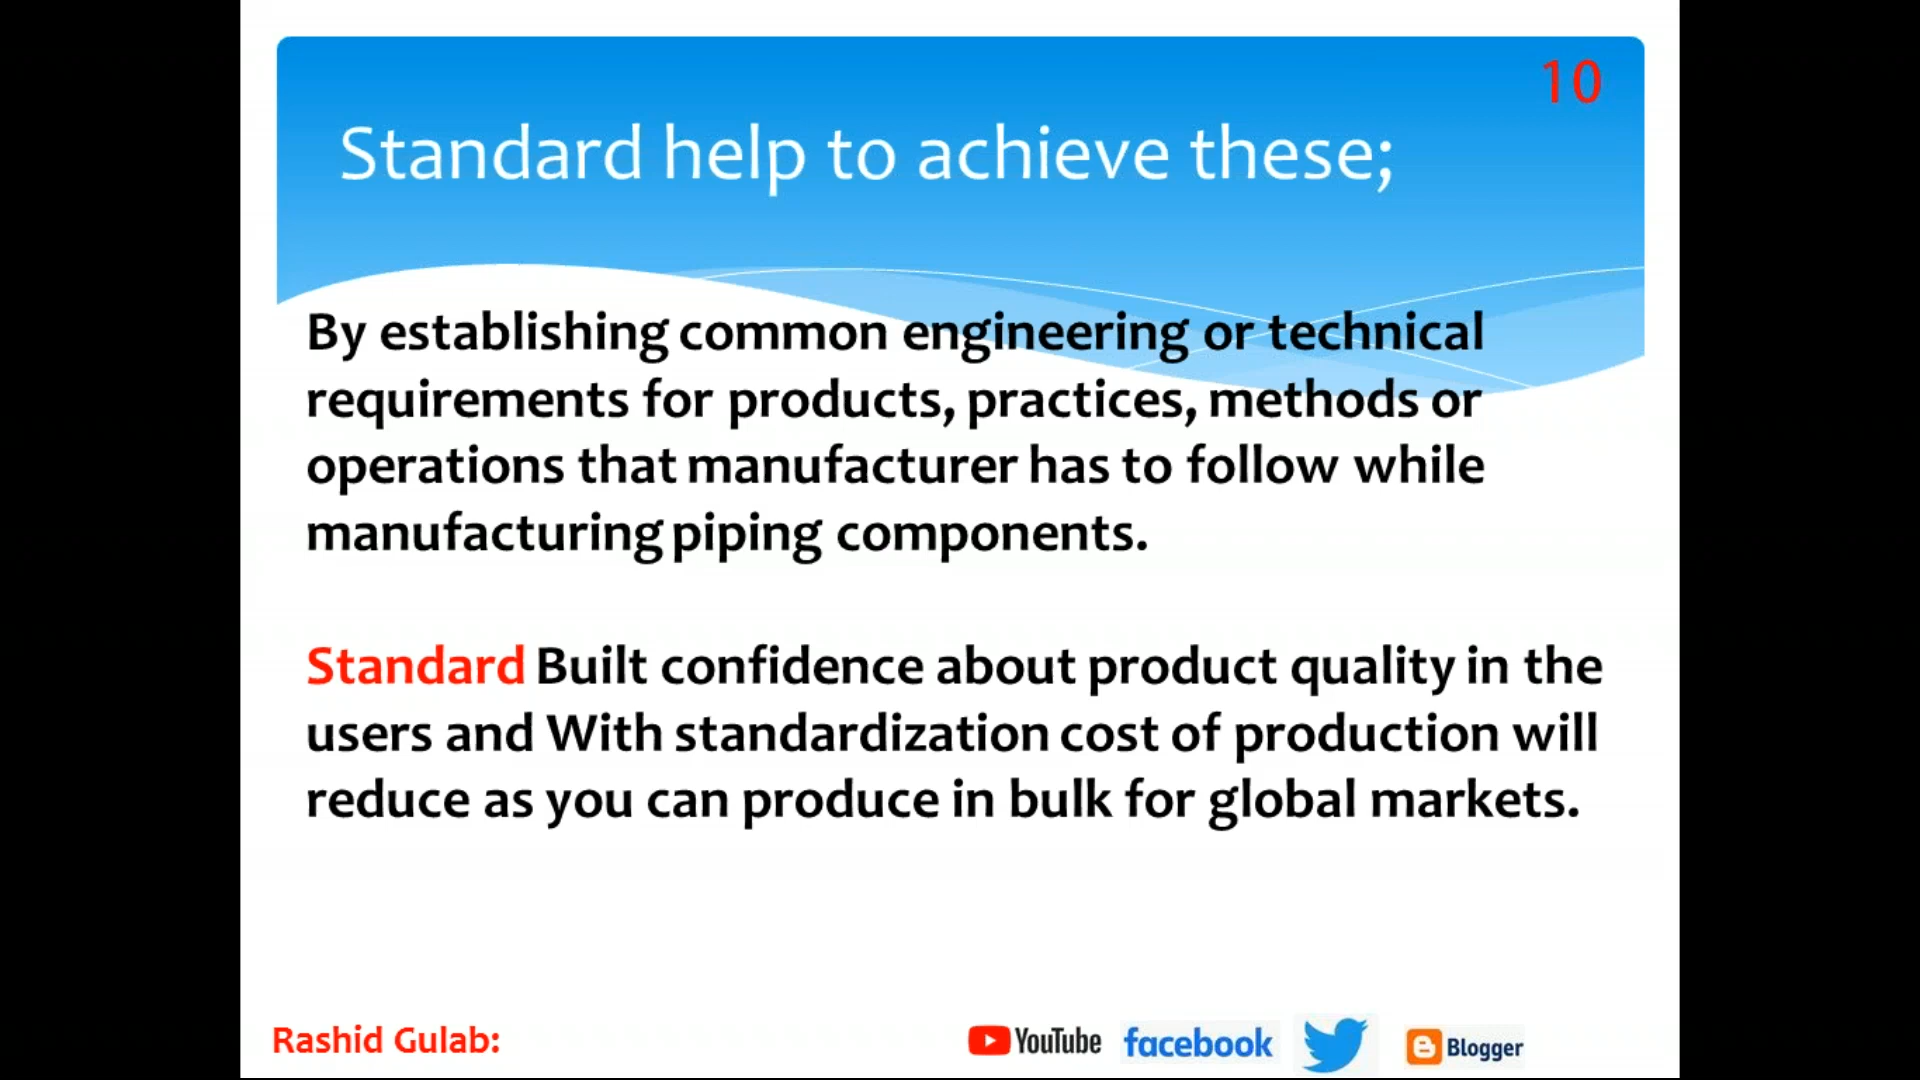 10
Standard help to achieve these;
By establishing common engineering or technical
requirements for products, practices, methods or
operations that manufacturer has to follow while
manufacturing piping components.
Standard Built confidence about product quality in the
users and With standardization cost of production will
reduce as you can produce in bulk for global markets.
Rashid Gulab:
YouTube facebook Blogger